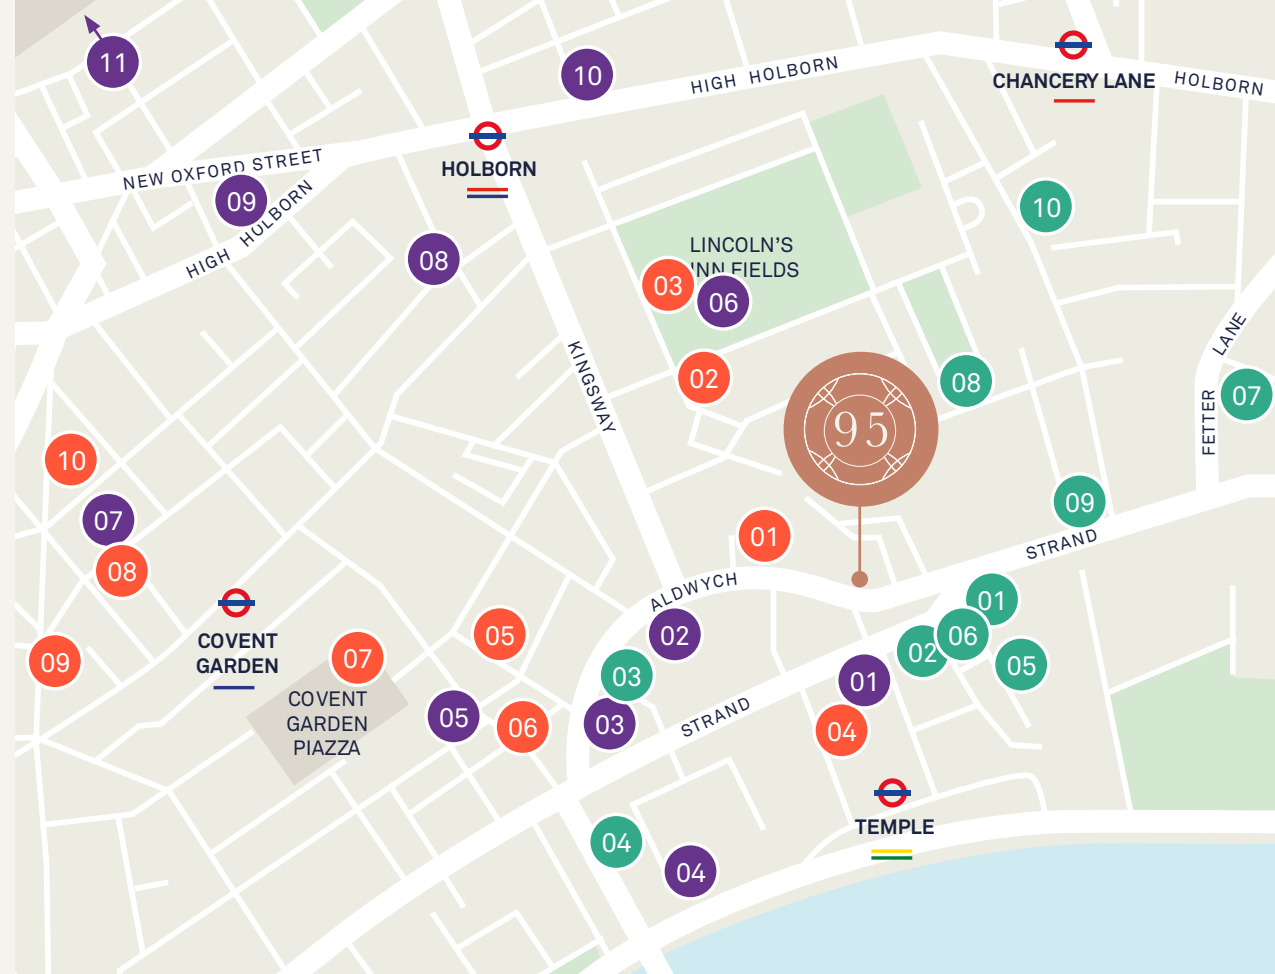 11
10
HIGH HOLBORN
CHANCERY LANE
HOLBORN
NEW OXFORD STREET
HOLBORN
09
HIGH HOLBORN
08
10
LINCOLN'S
INN FIELDS
03
06
02
KINGSWAY
95
08
FETTER LANE
07
10
07
08
09
COVENT
GARDEN
07
COVENT
GARDEN
PIAZZA
05
05
06
01
ALDWYCH
02
03
03
STRAND
09
STRAND
01
06
02
05
01
04
TEMPLE
04
04